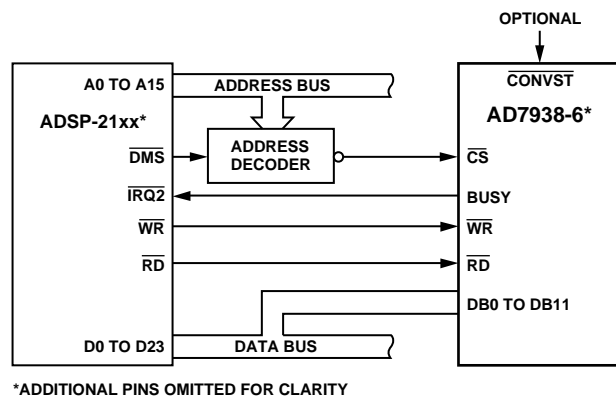 OPTIONAL
A0 TO A15
ADDRESS BUS
CONVST
ADSP-21xx*
AD7938-6*
DMS
ADDRESS
DECODER
CS
IRQ2
BUSY
WR
WR
RD
RD
DB0 TO DB11
D0 TO D23
DATA BUS
*ADDITIONAL PINS OMITTED FOR CLARITY